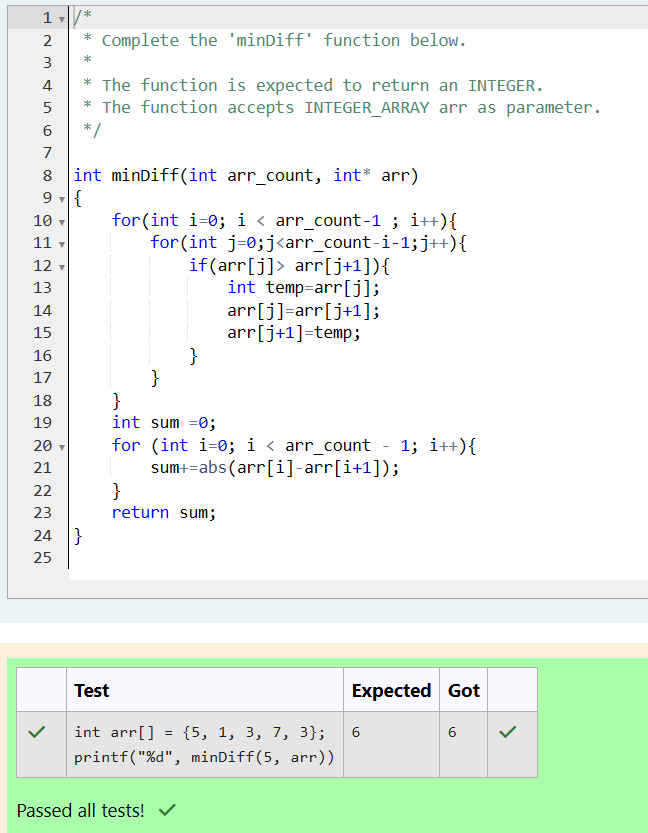 1 /*
2  * Complete the 'minDiff' function below.
3  *
4  * The function is expected to return an INTEGER.
5  * The function accepts INTEGER_ARRAY arr as parameter.
6  */
7
8 int minDiff(int arr_count, int* arr)
9 {
10     for(int i=0; i < arr_count-1 ; i++){
11         for(int j=0;j<arr_count-i-1;j++){
12             if(arr[j]> arr[j+1]){
13                 int temp=arr[j];
14                 arr[j]=arr[j+1];
15                 arr[j+1]=temp;
16             }
17         }
18     }
19     int sum =0;
20     for (int i=0; i < arr_count - 1; i++){
21         sum+=abs(arr[i]-arr[i+1]);
22     }
23     return sum;
24 }
25
Test Expected Got
int arr[] = {5, 1, 3, 7, 3}; 6 6
printf("%d", minDiff(5, arr))
Passed all tests!